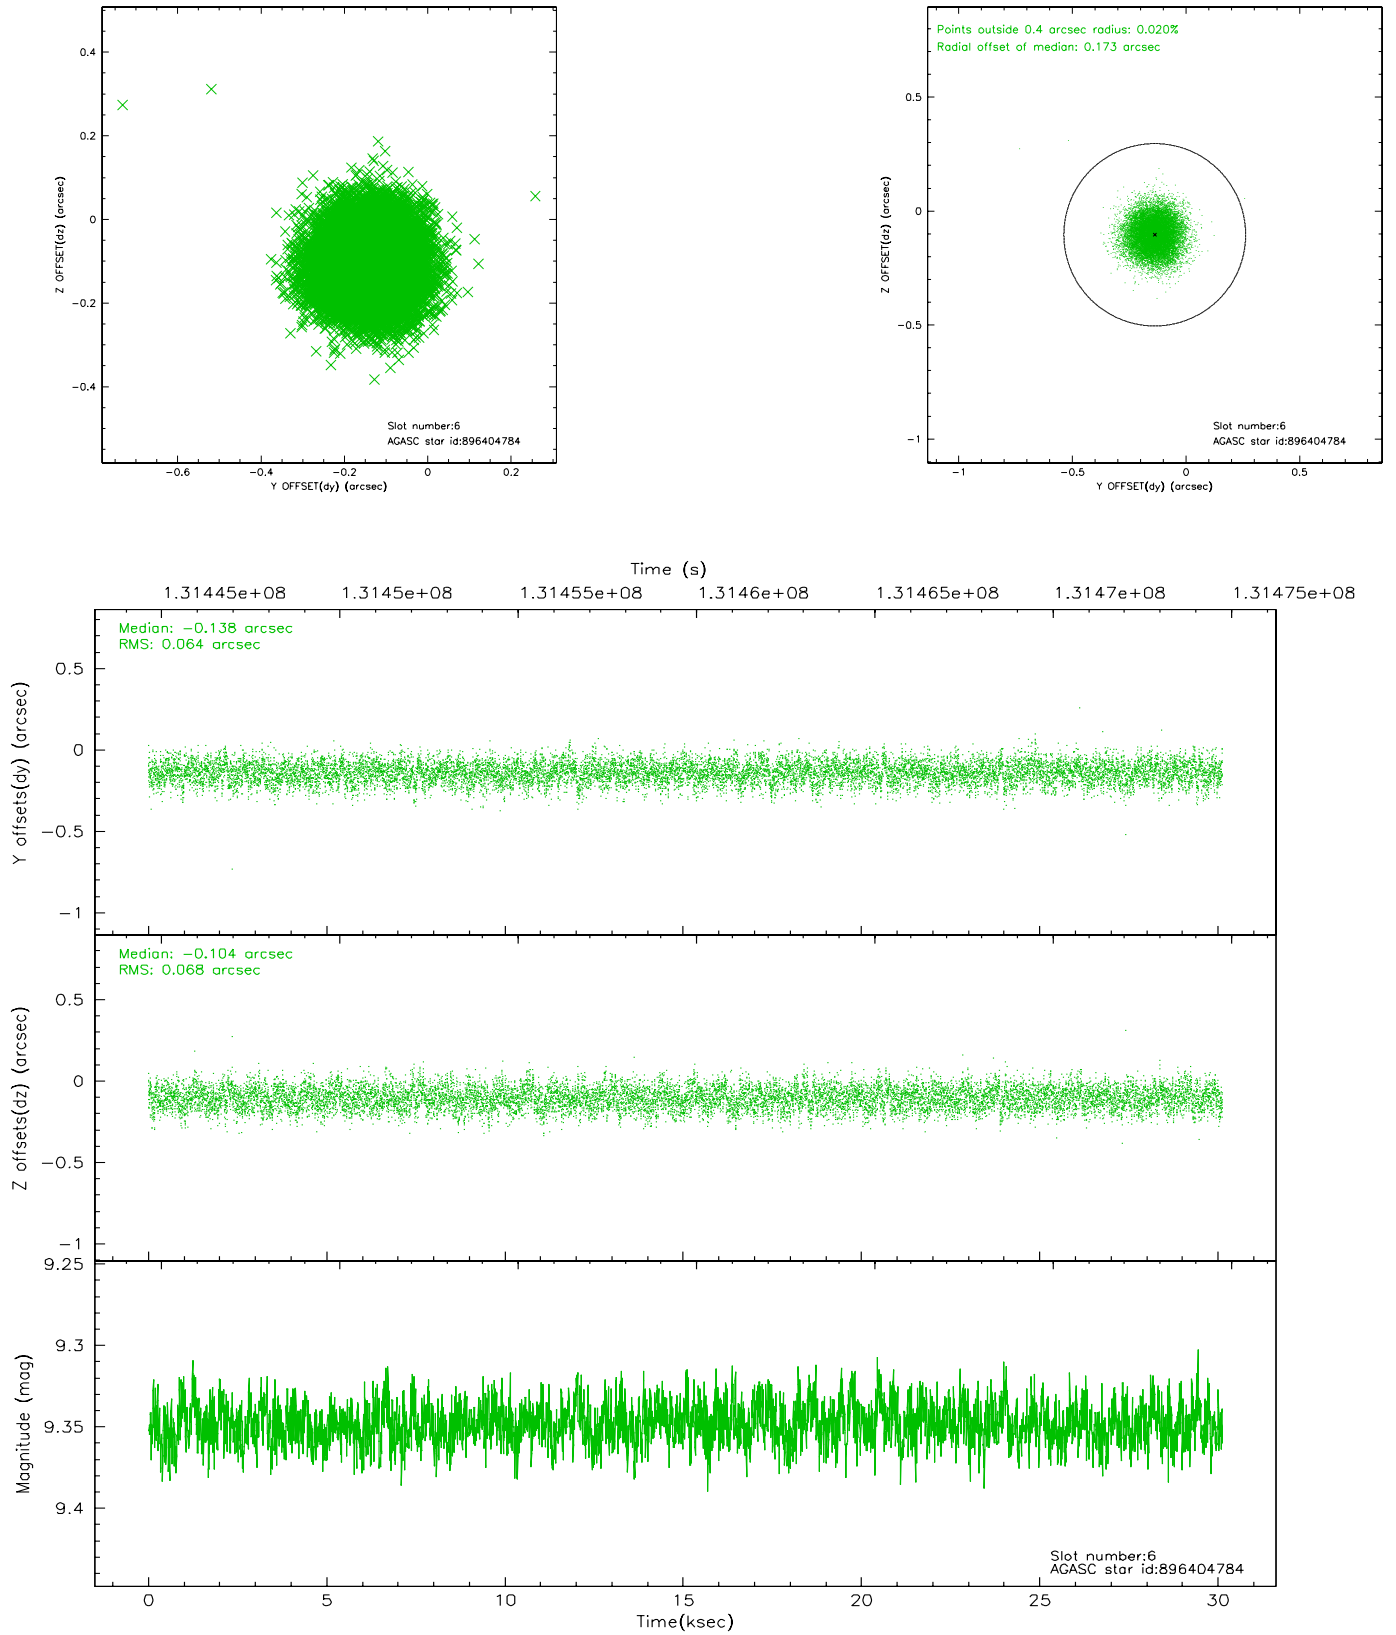 0.4
0.2
0
−0.2
−0.4
Z OFFSET(dz) (arcsec)
Slot number:6
AGASC star id:896404784
−0.6
−0.4
−0.2
0
0.2
Y OFFSET(dy) (arcsec)
Points outside 0.4 arcsec radius: 0.020%
Radial offset of median: 0.173 arcsec
0.5
0
−0.5
−1
Z OFFSET(dz) (arcsec)
Slot number:6
AGASC star id:896404784
−1
−0.5
0
0.5
Y OFFSET(dy) (arcsec)
Time (s)
1.31445e+08
1.3145e+08
1.31455e+08
1.3146e+08
1.31465e+08
1.3147e+08
1.31475e+08
Median: −0.138 arcsec
RMS: 0.064 arcsec
0.5
0
−0.5
−1
Y offsets(dy) (arcsec)
Median: −0.104 arcsec
RMS: 0.068 arcsec
0.5
0
−0.5
−1
Z offsets(dz) (arcsec)
9.25
9.3
9.35
9.4
Magnitude (mag)
Slot number:6
AGASC star id:896404784
0
5
10
15
20
25
30
Time(ksec)